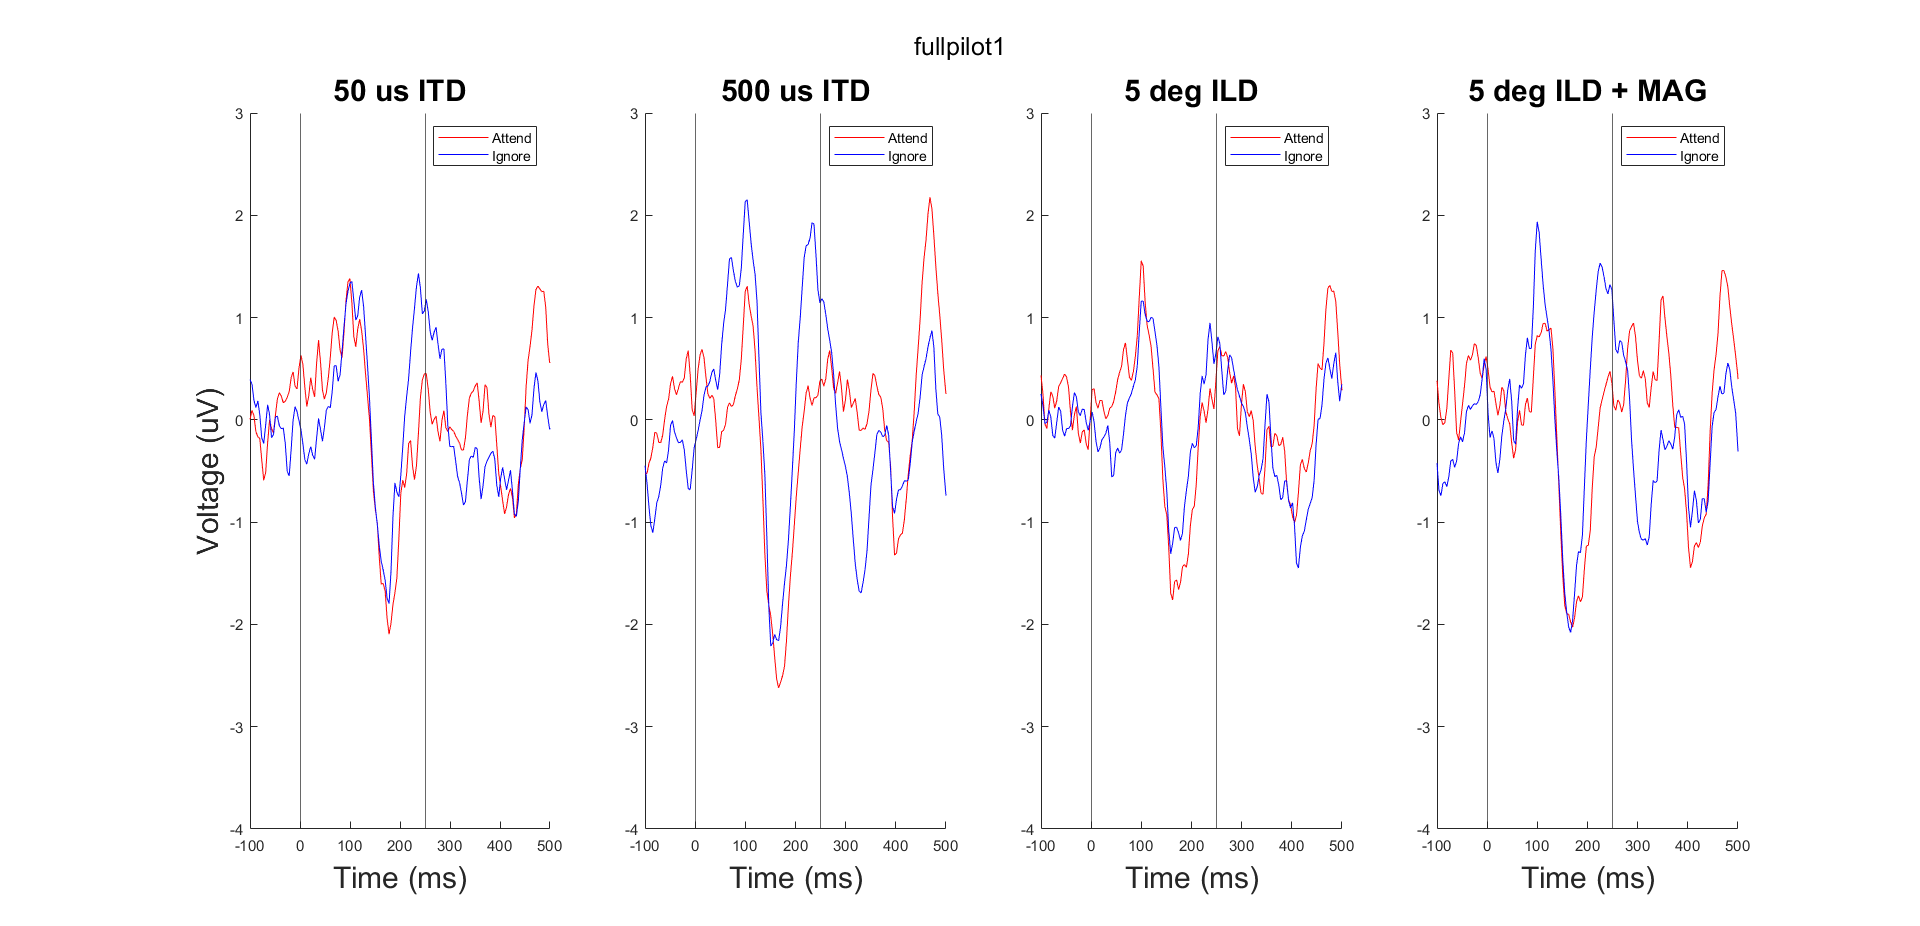 fullpilot1
50 us ITD
500 us ITD
5 deg ILD
5 deg ILD + MAG
3
2
1
0
-1
-2
-3
-4
Voltage (uV)
Attend
Ignore
-100 0 100 200 300 400 500
Time (ms)
3
2
1
0
-1
-2
-3
-4
Attend
Ignore
-100 0 100 200 300 400 500
Time (ms)
3
2
1
0
-1
-2
-3
-4
Attend
Ignore
-100 0 100 200 300 400 500
Time (ms)
3
2
1
0
-1
-2
-3
-4
Attend
Ignore
-100 0 100 200 300 400 500
Time (ms)